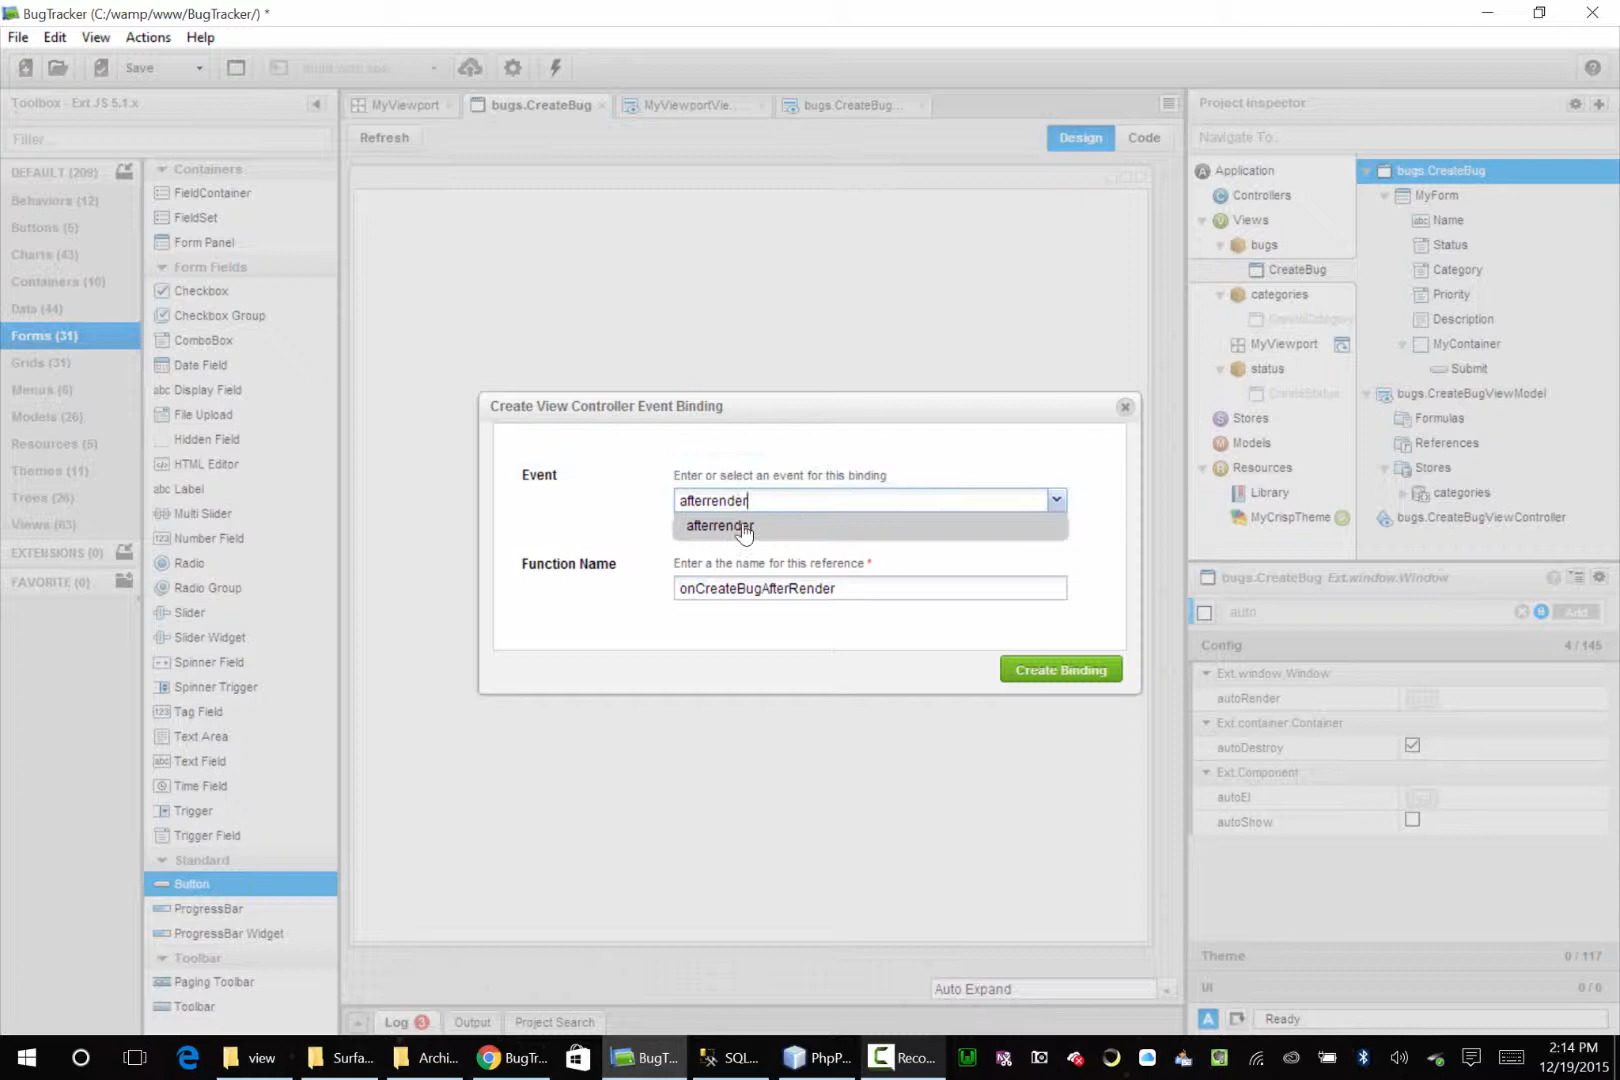 BugTracker (C:/wamp/www/BugTracker/) *
File Edit View Actions Help
Save
Toolbox - Ext JS 5.1.x
Filter...
DEFAULT (209)
Behaviors (12)
Buttons (5)
Charts (43)
Containers (10)
Data (44)
Forms (31)
Grids (31)
Menus (6)
Models (26)
Resources (5)
Themes (11)
Trees (26)
Views (63)
EXTENSIONS (0)
FAVORITE (0)
Containers
FieldContainer
FieldSet
Form Panel
Form Fields
Checkbox
Checkbox Group
ComboBox
Date Field
abc Display Field
File Upload
Hidden Field
HTML Editor
Label
Multi Slider
123 Number Field
Radio
Radio Group
Slider
Slider Widget
Spinner Field
Spinner Trigger
123 Tag Field
Text Area
abc Text Field
Time Field
Trigger
Trigger Field
Standard
Button
ProgressBar
ProgressBar Widget
Toolbar
Paging Toolbar
Toolbar
MyViewport bugs.CreateBug MyViewportVie... bugs.CreateBug...
Refresh
Design Code
Create View Controller Event Binding
Event
Enter or select an event for this binding
afterrender
afterrender
Function Name
Enter a the name for this reference *
onCreateBugAfterRender
Create Binding
Auto Expand
Log 3 Output Project Search
Project Inspector
Navigate To...
Application
Controllers
Views
bugs
CreateBug
categories
CreateCategory
MyViewport
status
CreateStatus
Stores
Models
Resources
Library
MyCrispTheme
bugs.CreateBug
MyForm
abc Name
Status
Category
Priority
Description
MyContainer
Submit
bugs.CreateBugViewModel
Formulas
References
Stores
categories
bugs.CreateBugViewController
bugs.CreateBug Ext.window.Window
auto
Add
Config 4 / 145
Ext.window.Window
autoRender
Ext.container.Container
autoDestroy
Ext.Component
autoEl
autoShow
Theme 0 / 117
UI 0 / 0
A Ready
view Surfa... Archi... BugTr... BugT... SQL... PhpP... Reco...
2:14 PM
12/19/2015